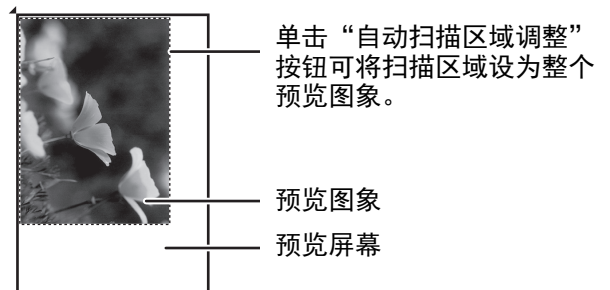 单击“自动扫描区域调整”
按钮可将扫描区域设为整个
预览图象。
预览图象
预览屏幕